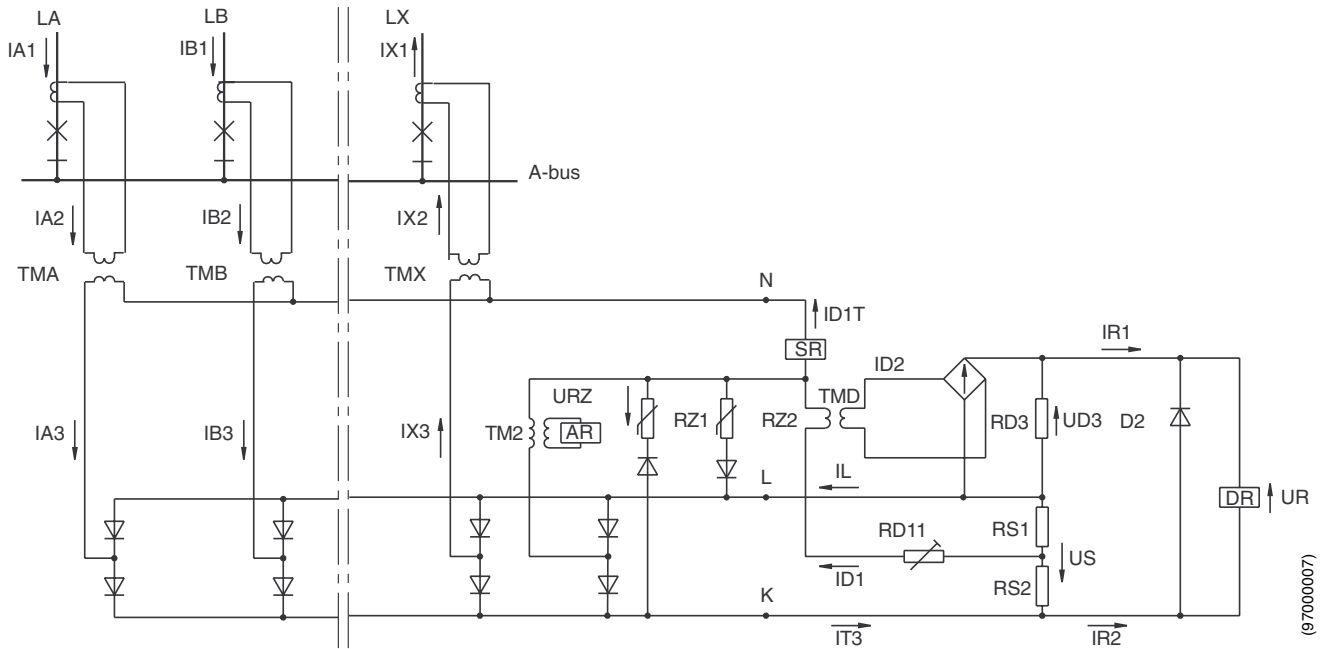 LA LB LX
IA1 IB1 IX1
A-bus
IA2 IB2 IX2
TMA TMB TMX
N
ID1T
SR
IR1
ID2
URZ RZ1 RZ2 TMD
TM2 AR
RD3 UD3 D2
IA3 IB3 IX3
L IL
DR UR
RD11 RS1
US
ID1 RS2
K
IT3 IR2
(97000007)